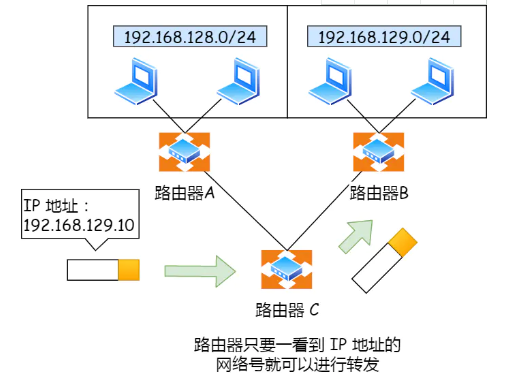 192.168.128.0/24
192.168.129.0/24
路由器A
路由器B
IP 地址：
192.168.129.10
路由器 C
路由器只要一看到 IP 地址的
网络号就可以进行转发